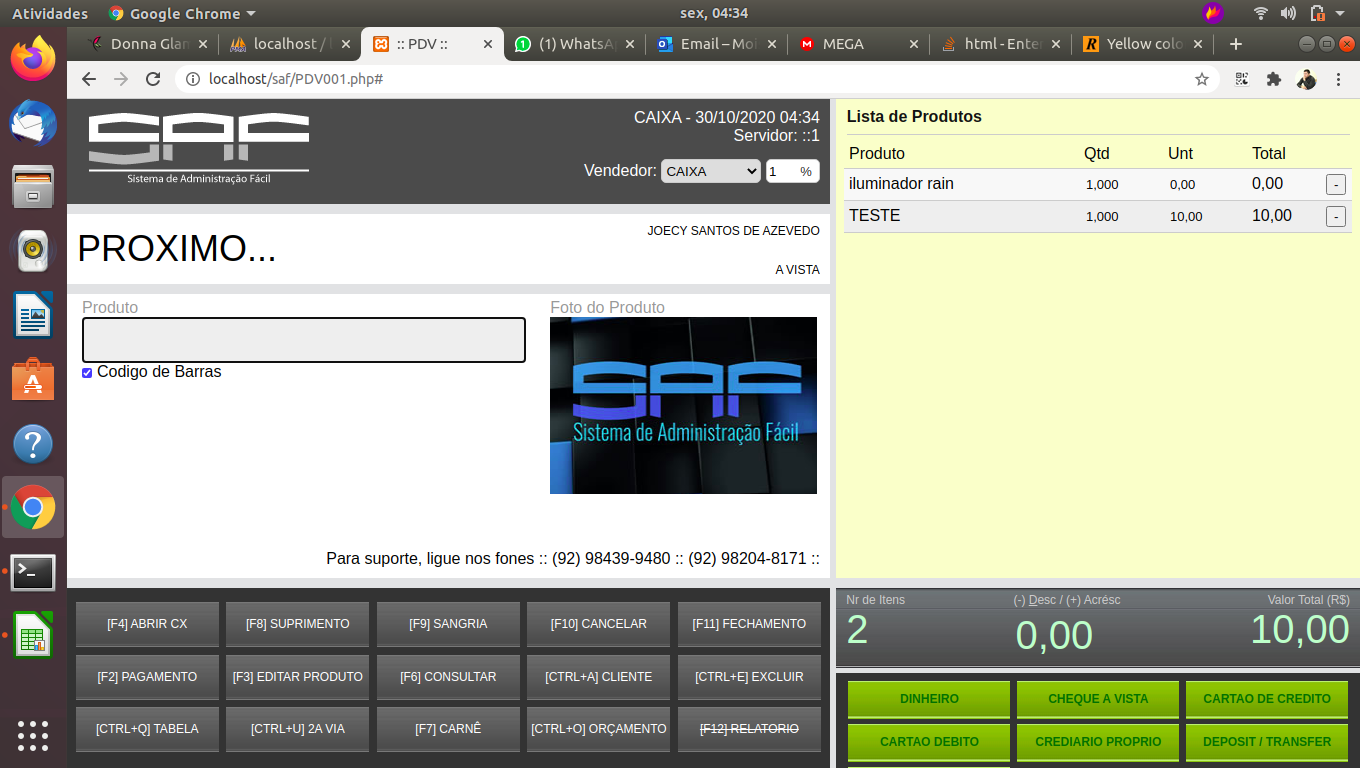 Atividades
Google Chrome
sex, 04:34
Donna Glan
localhost / l
:: PDV ::
(1) WhatsAp
Email – Moi
MEGA
html - Enter
Yellow colo
localhost/saf/PDV001.php#
SAF
Sistema de Administração Fácil
CAIXA - 30/10/2020 04:34
Servidor: ::1
Vendedor: CAIXA 1 %
PROXIMO...
JOECY SANTOS DE AZEVEDO
A VISTA
Produto
Codigo de Barras
Foto do Produto
SAF
Sistema de Administração Fácil
Para suporte, ligue nos fones :: (92) 98439-9480 :: (92) 98204-8171 ::
[F4] ABRIR CX
[F8] SUPRIMENTO
[F9] SANGRIA
[F10] CANCELAR
[F11] FECHAMENTO
[F2] PAGAMENTO
[F3] EDITAR PRODUTO
[F6] CONSULTAR
[CTRL+A] CLIENTE
[CTRL+E] EXCLUIR
[CTRL+Q] TABELA
[CTRL+U] 2A VIA
[F7] CARNÊ
[CTRL+O] ORÇAMENTO
[F12] RELATORIO
Lista de Produtos
Produto Qtd Unt Total
iluminador rain 1,000 0,00 0,00 -
TESTE 1,000 10,00 10,00 -
Nr de Itens
(-) Desc / (+) Acrésc
Valor Total (R$)
2
0,00
10,00
DINHEIRO
CHEQUE A VISTA
CARTAO DE CREDITO
CARTAO DEBITO
CREDIARIO PROPRIO
DEPOSIT / TRANSFER